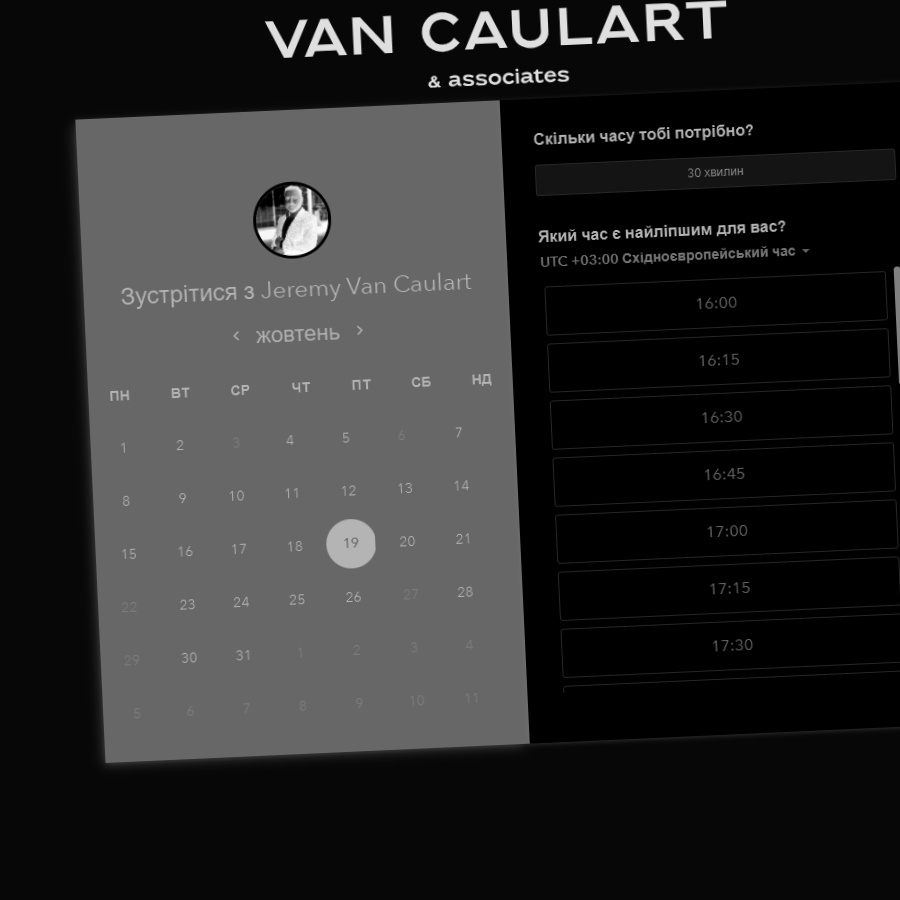 VAN CAULART
& associates
Зустрітися з Jeremy Van Caulart
жовтень
ПН ВТ СР ЧТ ПТ СБ НД
1 2 3 4 5 6 7
8 9 10 11 12 13 14
15 16 17 18 19 20 21
22 23 24 25 26 27 28
29 30 31 1 2 3 4
5 6 7 8 9 10 11
Скільки часу тобі потрібно?
30 хвилин
Який час є найліпшим для вас?
UTC +03:00 Східноєвропейський час
16:00
16:15
16:30
16:45
17:00
17:15
17:30